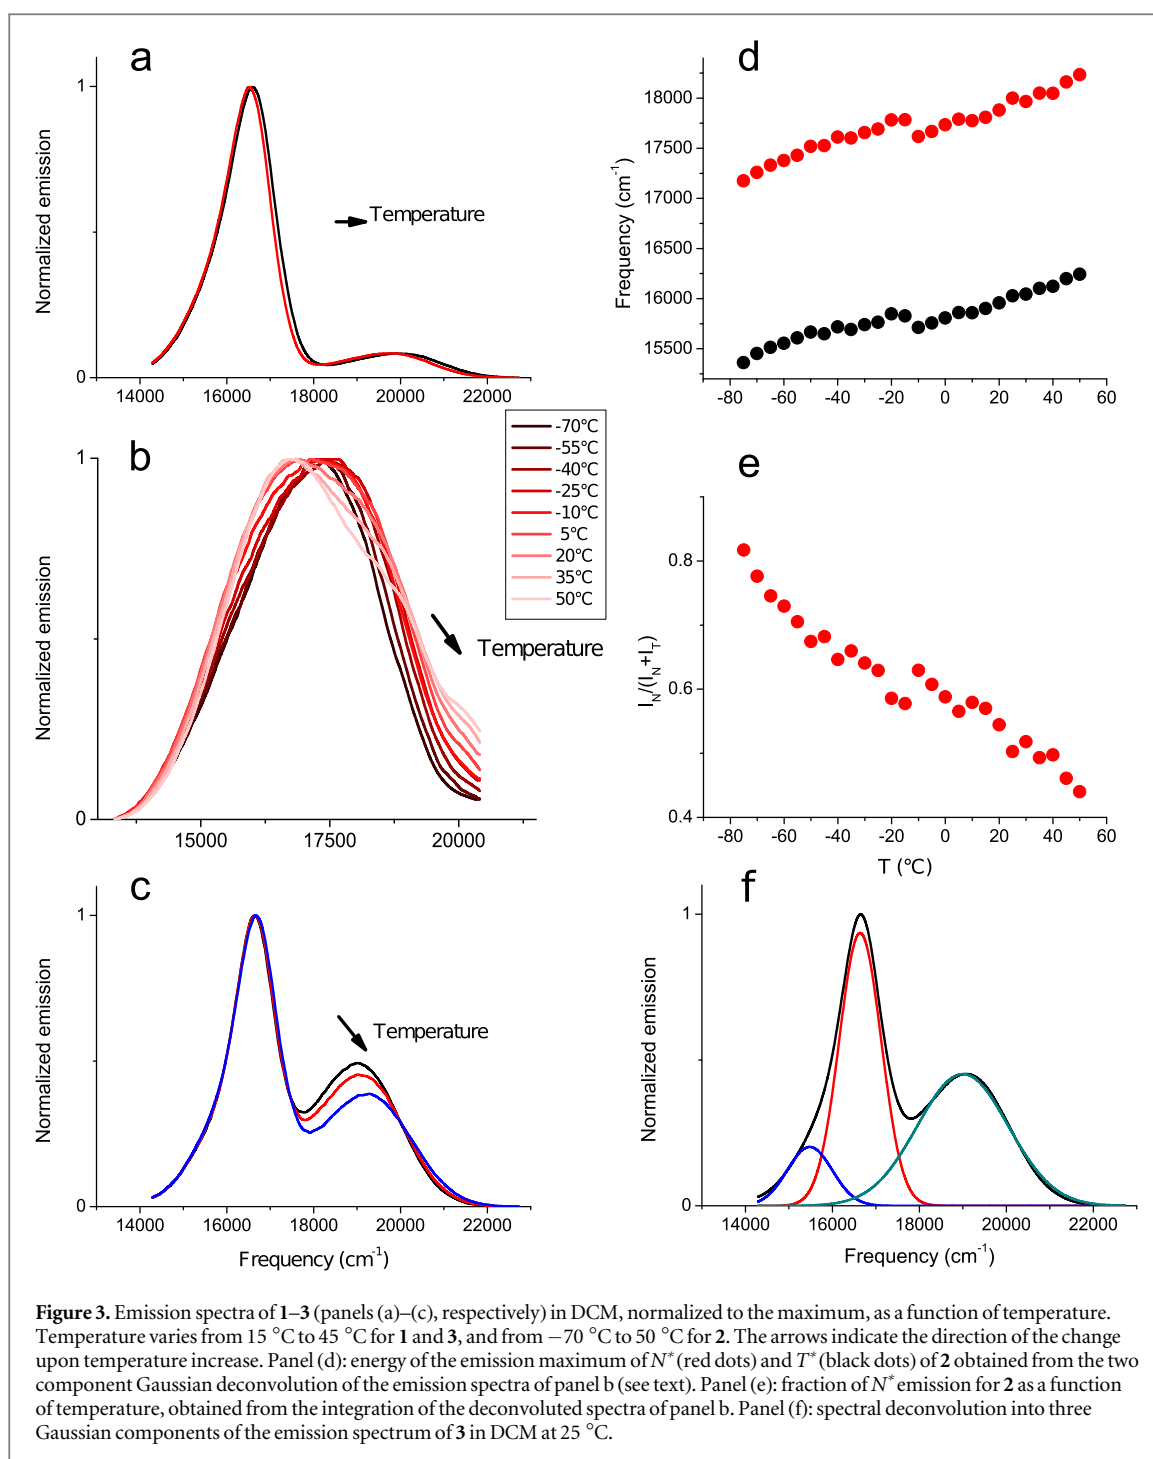 a
1
Normalized emission
Temperature
0
14000 16000 18000 20000 22000
b
1
Normalized emission
0
15000 17500 20000
-70°C
-55°C
-40°C
-25°C
-10°C
5°C
20°C
35°C
50°C
Temperature
c
1
Normalized emission
Temperature
0
14000 16000 18000 20000 22000
Frequency (cm-1)
d
18000
17500
17000
16500
16000
15500
Frequency (cm-1)
-80 -60 -40 -20 0 20 40 60
e
0.8
0.6
0.4
IN/(IN+IT)
-80 -60 -40 -20 0 20 40 60
T (°C)
f
1
Normalized emission
0
14000 16000 18000 20000 22000
Frequency (cm-1)
Figure 3. Emission spectra of 1–3 (panels (a)–(c), respectively) in DCM, normalized to the maximum, as a function of temperature.
Temperature varies from 15 °C to 45 °C for 1 and 3, and from −70 °C to 50 °C for 2. The arrows indicate the direction of the change
upon temperature increase. Panel (d): energy of the emission maximum of N* (red dots) and T* (black dots) of 2 obtained from the two
component Gaussian deconvolution of the emission spectra of panel b (see text). Panel (e): fraction of N* emission for 2 as a function
of temperature, obtained from the integration of the deconvoluted spectra of panel b. Panel (f): spectral deconvolution into three
Gaussian components of the emission spectrum of 3 in DCM at 25 °C.